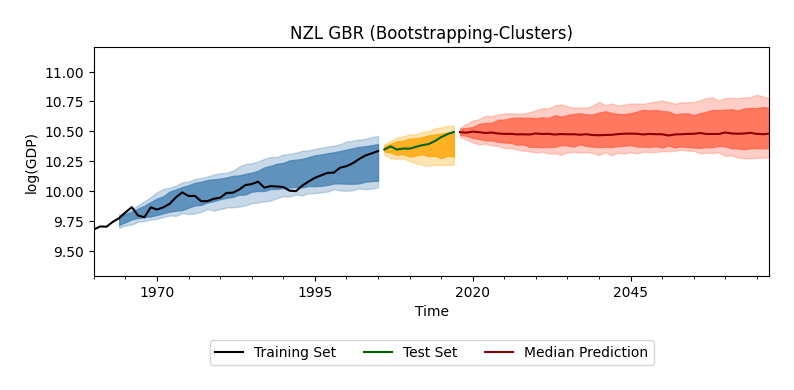 NZL GBR (Bootstrapping-Clusters)
11.00
10.75
10.50
10.25
10.00
9.75
9.50
log(GDP)
1970 1995 2020 2045
Time
Training Set Test Set Median Prediction